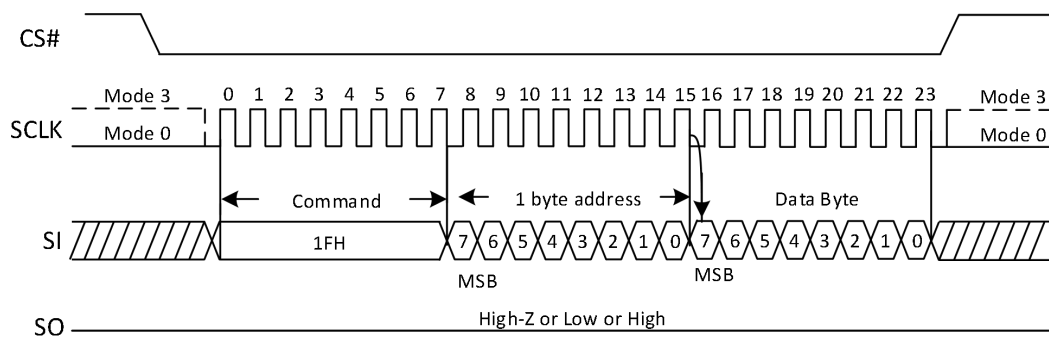 CS#
Mode 3 0 1 2 3 4 5 6 7 8 9 10 11 12 13 14 15 16 17 18 19 20 21 22 23 Mode 3
SCLK Mode 0 Mode 0
Command 1 byte address Data Byte
SI 1FH 7 6 5 4 3 2 1 0 7 6 5 4 3 2 1 0
MSB MSB
High-Z or Low or High
SO